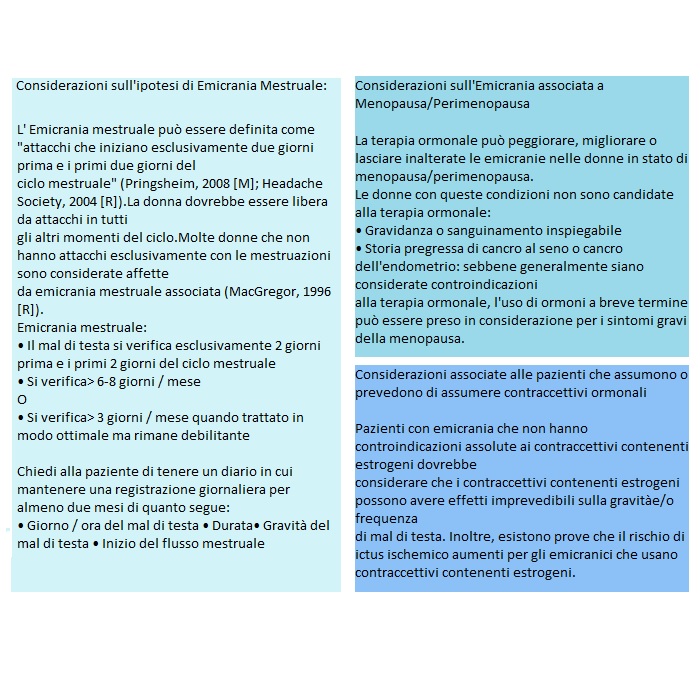 Considerazioni sull'ipotesi di Emicrania Mestruale:
L' Emicrania mestruale può essere definita come
"attacchi che iniziano esclusivamente due giorni
prima e i primi due giorni del
ciclo mestruale" (Pringsheim, 2008 [M]; Headache
Society, 2004 [R]).La donna dovrebbe essere libera
da attacchi in tutti
gli altri momenti del ciclo.Molte donne che non
hanno attacchi esclusivamente con le mestruazioni
sono considerate affette
da emicrania mestruale associata (MacGregor, 1996
[R]).
Emicrania mestruale:
• Il mal di testa si verifica esclusivamente 2 giorni
prima e i primi 2 giorni del ciclo mestruale
• Si verifica> 6-8 giorni / mese
O
• Si verifica> 3 giorni / mese quando trattato in
modo ottimale ma rimane debilitante
Chiedi alla paziente di tenere un diario in cui
mantenere una registrazione giornaliera per
almeno due mesi di quanto segue:
• Giorno / ora del mal di testa • Durata• Gravità del
mal di testa • Inizio del flusso mestruale
Considerazioni sull'Emicrania associata a
Menopausa/Perimenopausa
La terapia ormonale può peggiorare, migliorare o
lasciare inalterate le emicranie nelle donne in stato di
menopausa/perimenopausa.
Le donne con queste condizioni non sono candidate
alla terapia ormonale:
• Gravidanza o sanguinamento inspiegabile
• Storia pregressa di cancro al seno o cancro
dell'endometrio: sebbene generalmente siano
considerate controindicazioni
alla terapia ormonale, l'uso di ormoni a breve termine
può essere preso in considerazione per i sintomi gravi
della menopausa.
Considerazioni associate alle pazienti che assumono o
prevedono di assumere contraccettivi ormonali
Pazienti con emicrania che non hanno
controindicazioni assolute ai contraccettivi contenenti
estrogeni dovrebbe
considerare che i contraccettivi contenenti estrogeni
possono avere effetti imprevedibili sulla gravitàe/o
frequenza
di mal di testa. Inoltre, esistono prove che il rischio di
ictus ischemico aumenti per gli emicranici che usano
contraccettivi contenenti estrogeni.